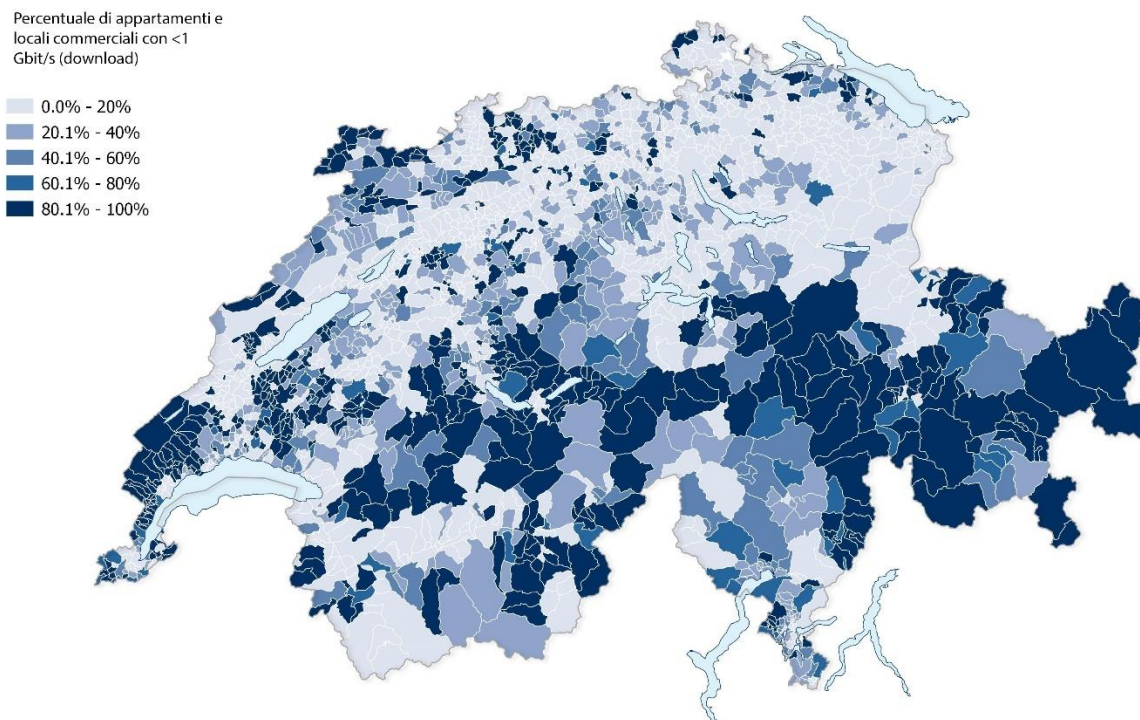 Percentuale di appartamenti e
locali commerciali con <1
Gbit/s (download)
0.0% - 20%
20.1% - 40%
40.1% - 60%
60.1% - 80%
80.1% - 100%